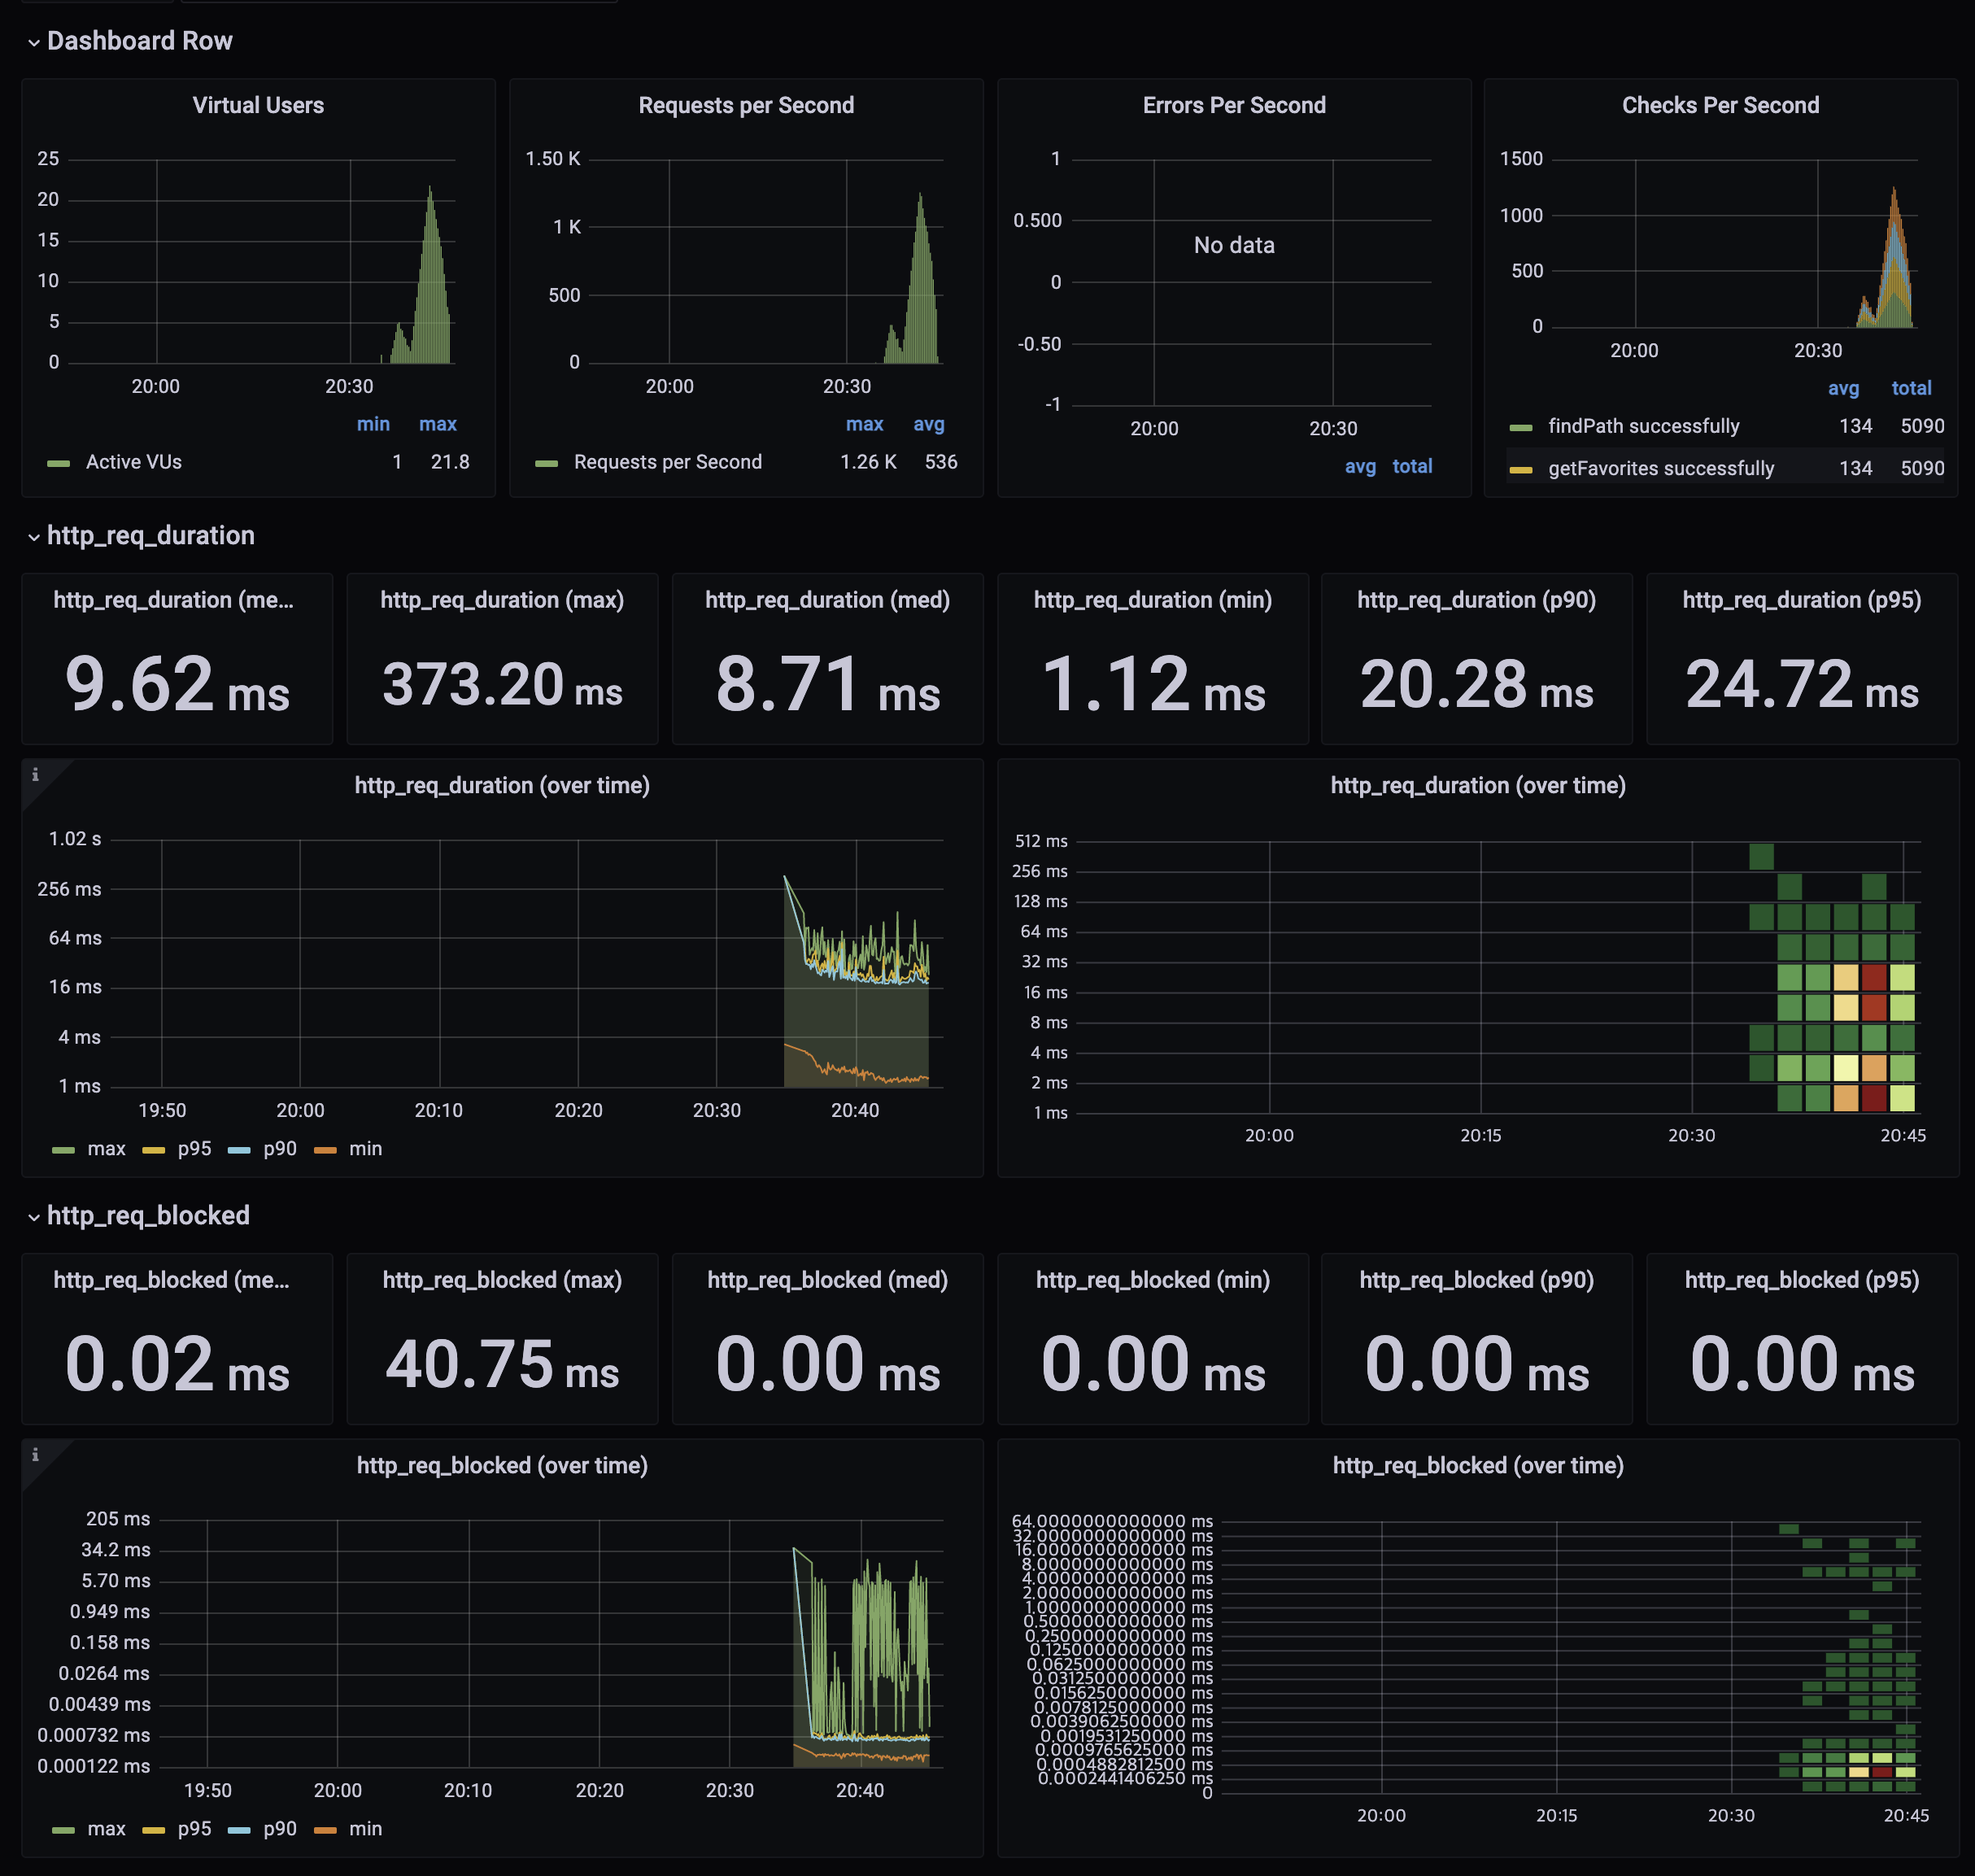 Dashboard Row
Virtual Users
25
20
15
10
5
0
20:00 20:30
min max
Active VUs 1 21.8
Requests per Second
1.50 K
1 K
500
0
20:00 20:30
max avg
Requests per Second 1.26 K 536
Errors Per Second
1
0.500
No data
0
-0.50
-1
20:00 20:30
avg total
Checks Per Second
1500
1000
500
0
20:00 20:30
avg total
findPath successfully 134 5090
getFavorites successfully 134 5090
http_req_duration
http_req_duration (me...
9.62 ms
http_req_duration (max)
373.20 ms
http_req_duration (med)
8.71 ms
http_req_duration (min)
1.12 ms
http_req_duration (p90)
20.28 ms
http_req_duration (p95)
24.72 ms
i
http_req_duration (over time)
1.02 s
256 ms
64 ms
16 ms
4 ms
1 ms
19:50 20:00 20:10 20:20 20:30 20:40
max p95 p90 min
http_req_duration (over time)
512 ms
256 ms
128 ms
64 ms
32 ms
16 ms
8 ms
4 ms
2 ms
1 ms
20:00 20:15 20:30 20:45
http_req_blocked
http_req_blocked (me...
0.02 ms
http_req_blocked (max)
40.75 ms
http_req_blocked (med)
0.00 ms
http_req_blocked (min)
0.00 ms
http_req_blocked (p90)
0.00 ms
http_req_blocked (p95)
0.00 ms
i
http_req_blocked (over time)
205 ms
34.2 ms
5.70 ms
0.949 ms
0.158 ms
0.0264 ms
0.00439 ms
0.000732 ms
0.000122 ms
19:50 20:00 20:10 20:20 20:30 20:40
max p95 p90 min
http_req_blocked (over time)
64.0000000000000 ms
32.0000000000000 ms
16.0000000000000 ms
8.0000000000000 ms
4.0000000000000 ms
2.0000000000000 ms
1.0000000000000 ms
0.5000000000000 ms
0.2500000000000 ms
0.1250000000000 ms
0.0625000000000 ms
0.0312500000000 ms
0.0156250000000 ms
0.0078125000000 ms
0.0039062500000 ms
0.0019531250000 ms
0.0009765625000 ms
0.0004882812500 ms
0.0002441406250 ms
0
20:00 20:15 20:30 20:45